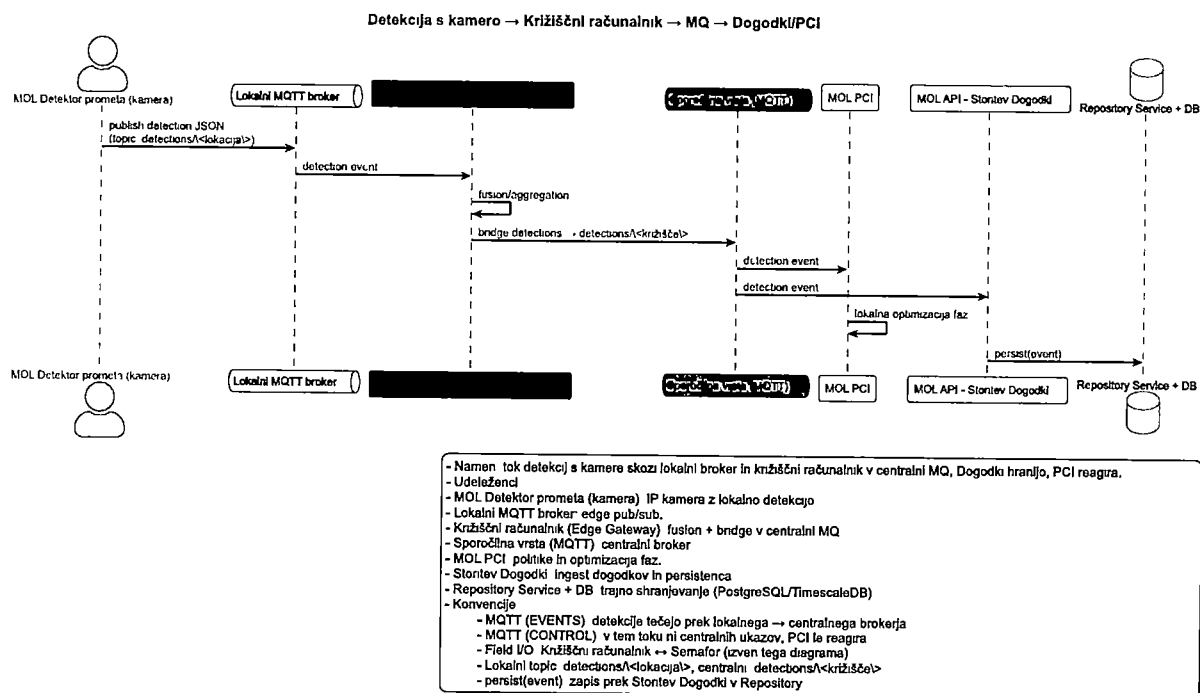 Detekcija s kamero → Križiščni računalnik → MQ → Dogodki/PCI
MOL Detektor prometa (kamera)
Lokalni MQTT broker
MOL PCI
MOL API - Storitev Dogodki
Repository Service + DB
publish detection JSON
(topic detections/\<lokacija\>)
detection event
fusion/aggregation
bridge detections → detections/\<križišče\>
detection event
detection event
lokalna optimizacija faz
persist(event)
MOL Detektor prometa (kamera)
Lokalni MQTT broker
MOL PCI
MOL API - Storitev Dogodki
Repository Service + DB
- Namen tok detekcij s kamere skozi lokalni broker in križiščni računalnik v centralni MQ, Dogodki hranijo, PCI reagira.
- Udeleženci
- MOL Detektor prometa (kamera) IP kamera z lokalno detekcijo
- Lokalni MQTT broker edge pub/sub.
- Križiščni računalnik (Edge Gateway) fusion + bridge v centralni MQ
- Sporočilna vrsta (MQTT) centralni broker
- MOL PCI politike in optimizacija faz.
- Storitev Dogodki ingest dogodkov in persistenca
- Repository Service + DB trajno shranjevanje (PostgreSQL/TimescaleDB)
- Konvencije
- MQTT (EVENTS) detekcije tečejo prek lokalnega → centralnega brokerja
- MQTT (CONTROL) v tem toku ni centralnih ukazov, PCI le reagira
- Field I/O Križiščni računalnik ↔ Semafor (izven tega diagrama)
- Lokalni topic detections/\<lokacija\>, centralni detections/\<križišče\>
- persist(event) zapis prek Storitev Dogodki v Repository